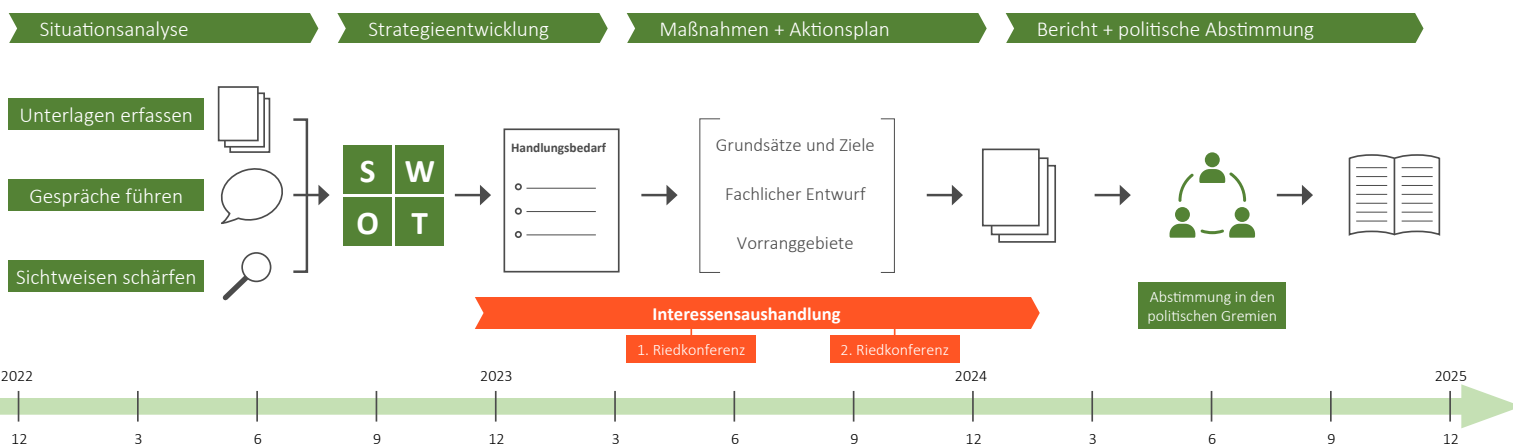 Situationsanalyse
Strategieentwicklung
Maßnahmen + Aktionsplan
Bericht + politische Abstimmung
Unterlagen erfassen
Gespräche führen
Sichtweisen schärfen
S W
O T
Handlungsbedarf
Grundsätze und Ziele
Fachlicher Entwurf
Vorranggebiete
Interessensaushandlung
1. Riedkonferenz
2. Riedkonferenz
Abstimmung in den
politischen Gremien
2022 2023 2024 2025
12 3 6 9 12 3 6 9 12 3 6 9 12